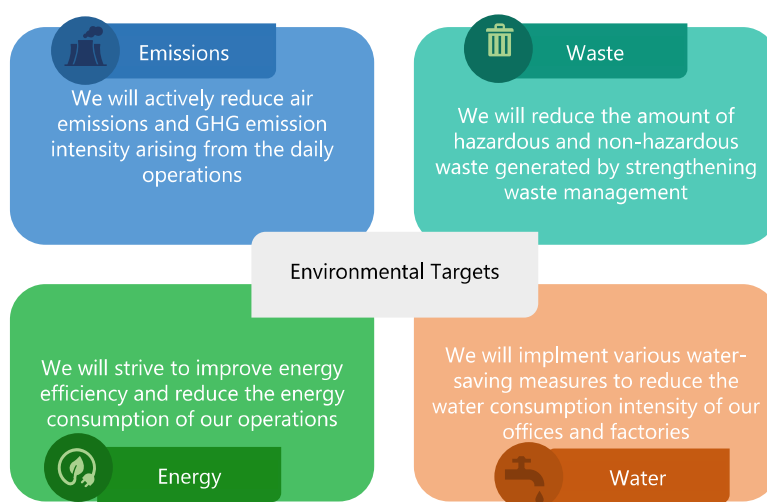 Emissions
We will actively reduce air
emissions and GHG emission
intensity arising from the daily
operations
Waste
We will reduce the amount of
hazardous and non-hazardous
waste generated by strengthening
waste management
Environmental Targets
We will strive to improve energy
efficiency and reduce the energy
consumption of our operations
Energy
We will implment various water-
saving measures to reduce the
water consumption intensity of our
offices and factories
Water